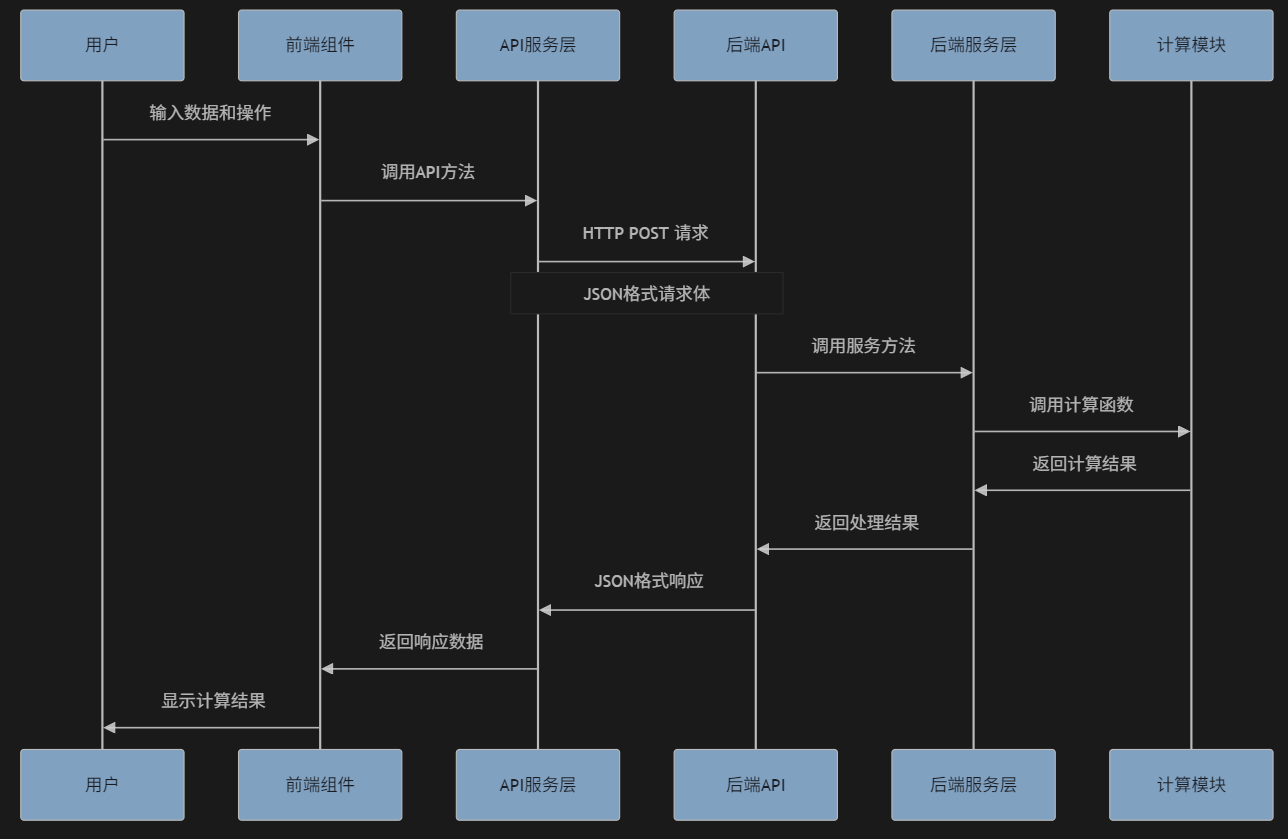 用户
前端组件
API服务层
后端API
后端服务层
计算模块
输入数据和操作
调用API方法
HTTP POST 请求
JSON格式请求体
调用服务方法
调用计算函数
返回计算结果
返回处理结果
JSON格式响应
返回响应数据
显示计算结果
用户
前端组件
API服务层
后端API
后端服务层
计算模块